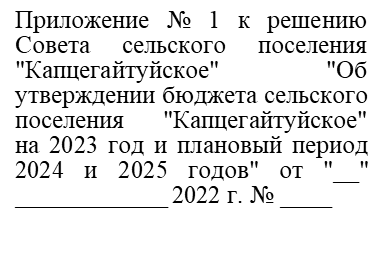 Приложение № 1 к решению
Совета сельского поселения
"Капцегайтуйское" "Об
утверждении бюджета сельского
поселения "Капцегайтуйское"
на 2023 год и плановый период
2024 и 2025 годов" от "__"
_____________ 2022 г. № ____